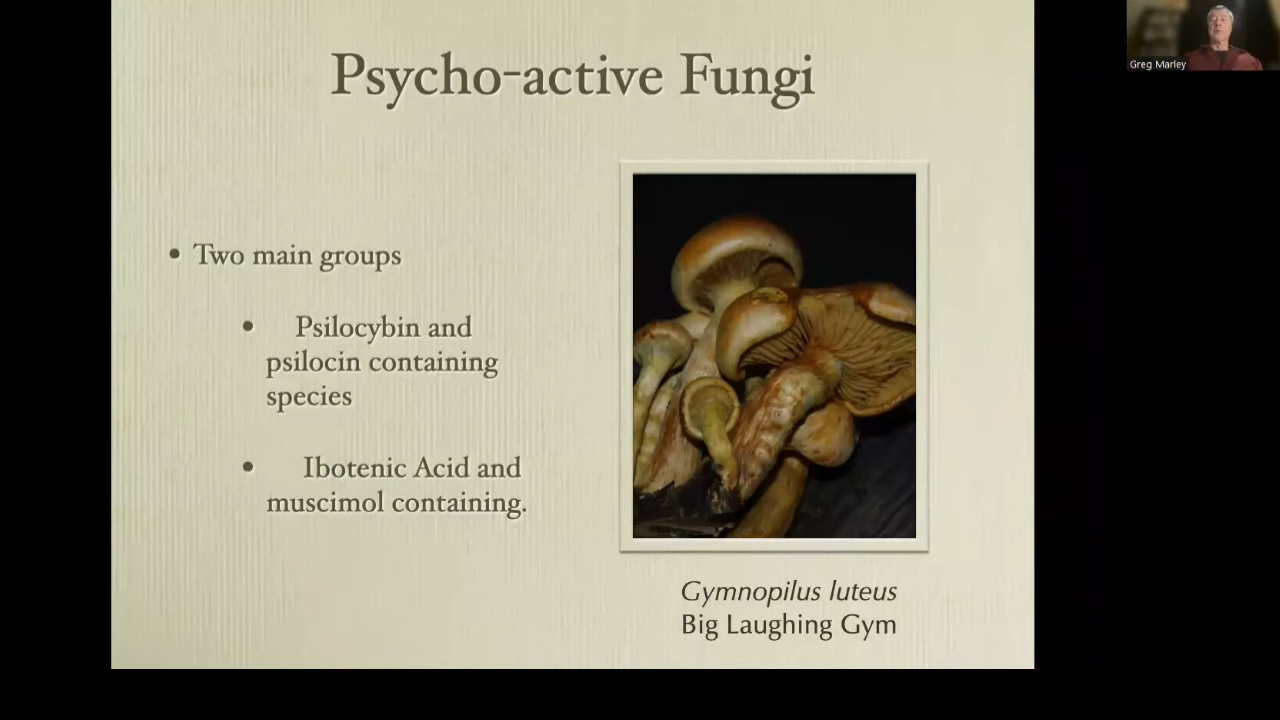 Psycho-active Fungi
Greg Marley
• Two main groups
• Psilocybin and
psilocin containing
species
• Ibotenic Acid and
muscimol containing.
Gymnopilus luteus
Big Laughing Gym